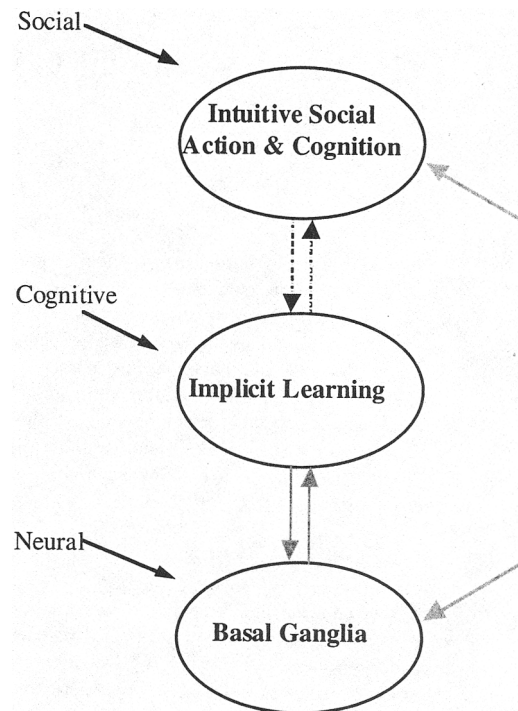 Social
Intuitive Social
Action & Cognition
Cognitive
Implicit Learning
Neural
Basal Ganglia